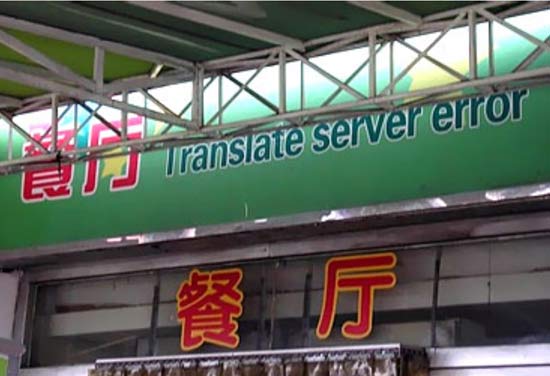 餐厅 Translate server error
餐厅